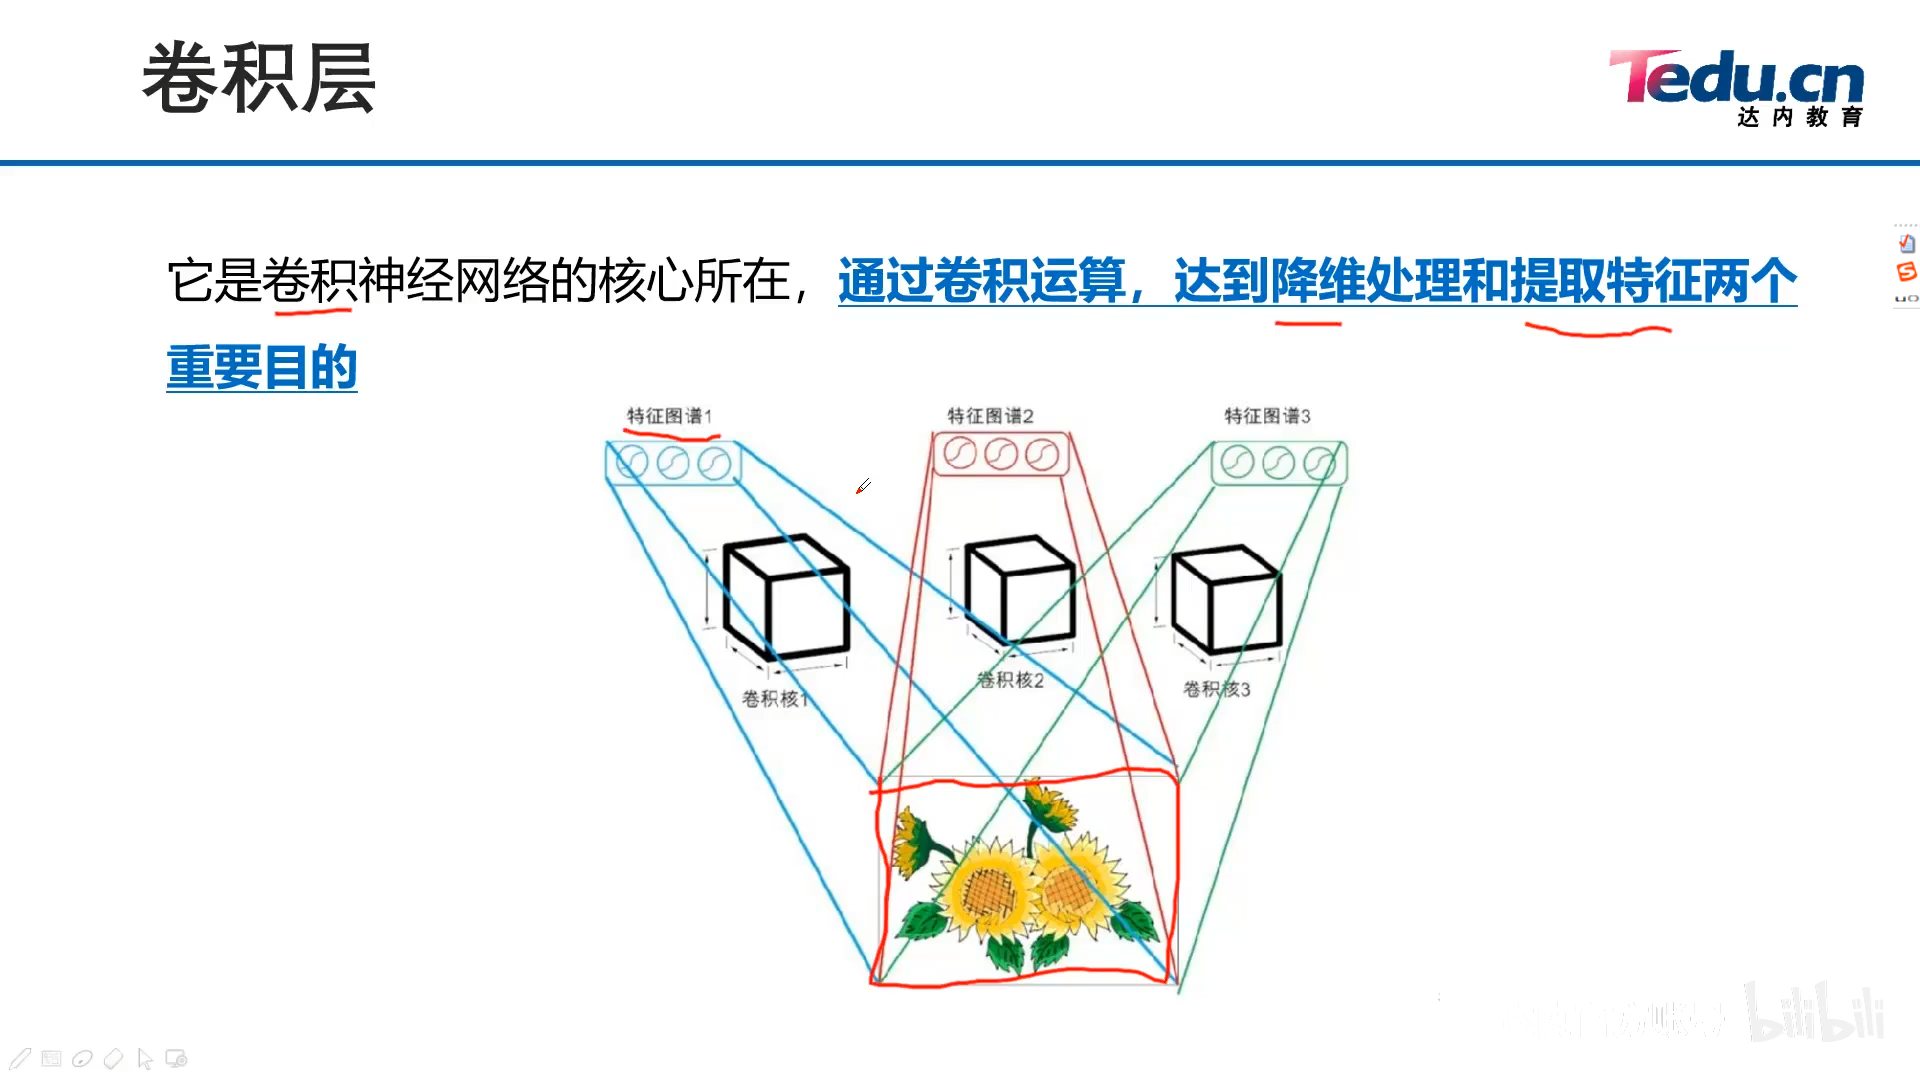 卷积层
Tedu.cn
达内教育
它是卷积神经网络的核心所在，通过卷积运算，达到降维处理和提取特征两个
重要目的
特征图谱1
特征图谱2
特征图谱3
卷积核1
卷积核2
卷积核3
bilibili